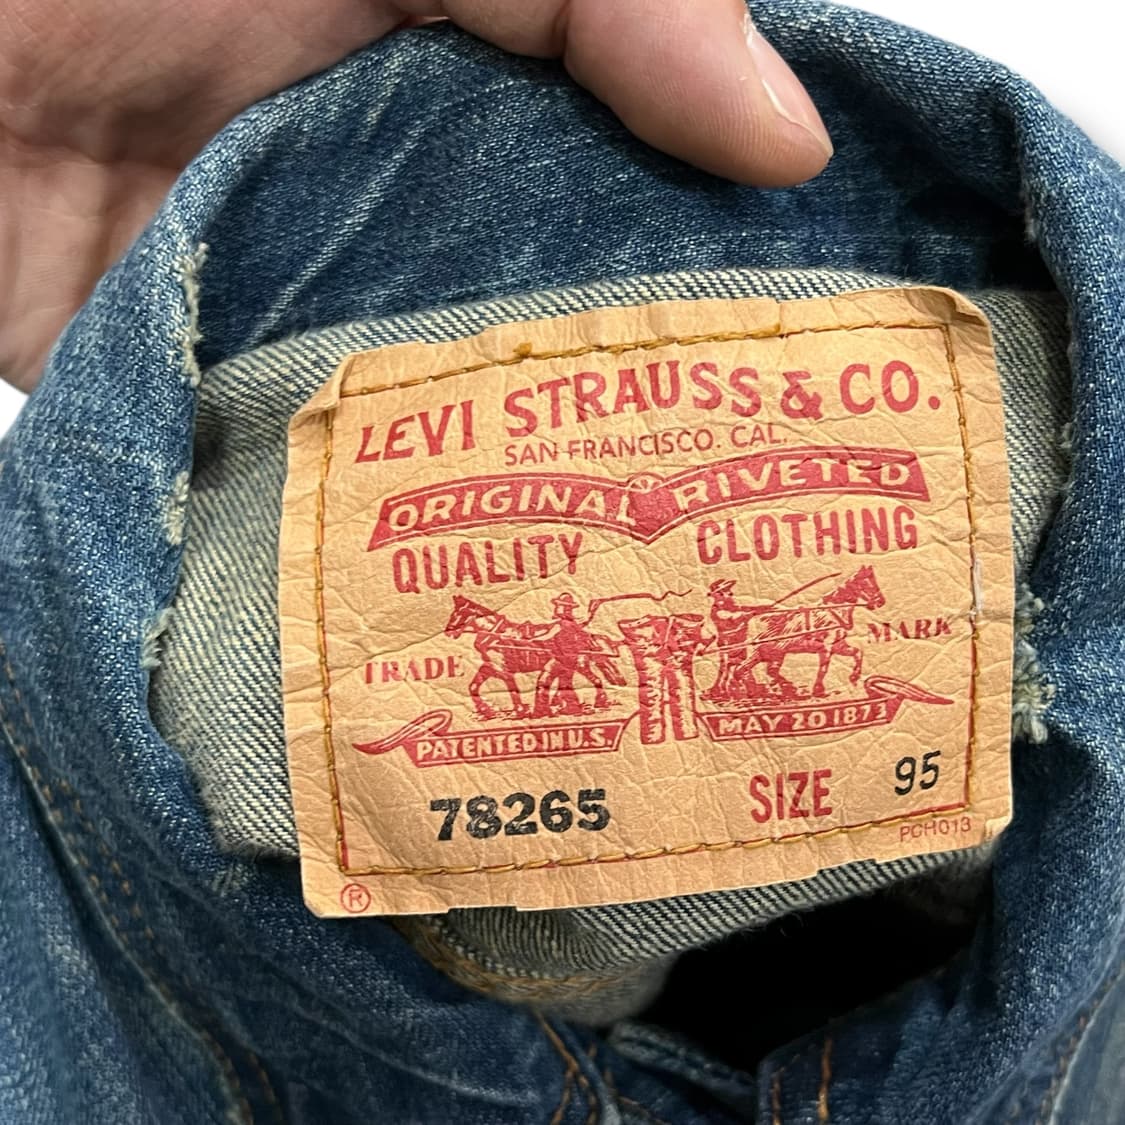 LEVI STRAUSS & CO.
SAN FRANCISCO. CAL.
ORIGINAL RIVETED
QUALITY CLOTHING
TRADE MARK
PATENTED IN U.S. MAY 20 1873
78265 SIZE 95
PCH013
®